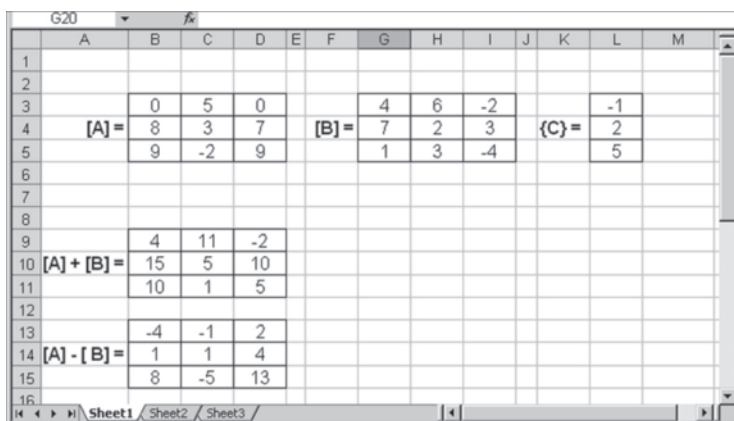 G20 fx
A B C D E F G H I J K L M
1
2
3 0 5 0 4 6 -2 -1
4 [A] = 8 3 7 [B] = 7 2 3 {C} = 2
5 9 -2 9 1 3 -4 5
6
7
8
9 4 11 -2
10 [A] + [B] = 15 5 10
11 10 1 5
12
13 -4 -1 2
14 [A] - [ B] = 1 1 4
15 8 -5 13
16
Sheet1 Sheet2 Sheet3